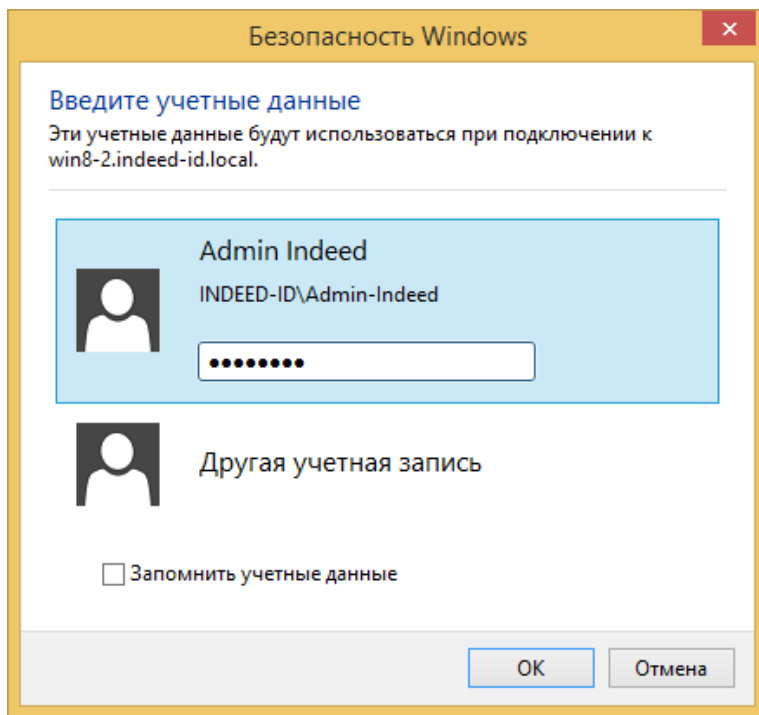 Безопасность Windows
Введите учетные данные
Эти учетные данные будут использоваться при подключении к
win8-2.indeed-id.local.
Admin Indeed
INDEED-ID\Admin-Indeed
••••••••
Другая учетная запись
Запомнить учетные данные
ОК
Отмена